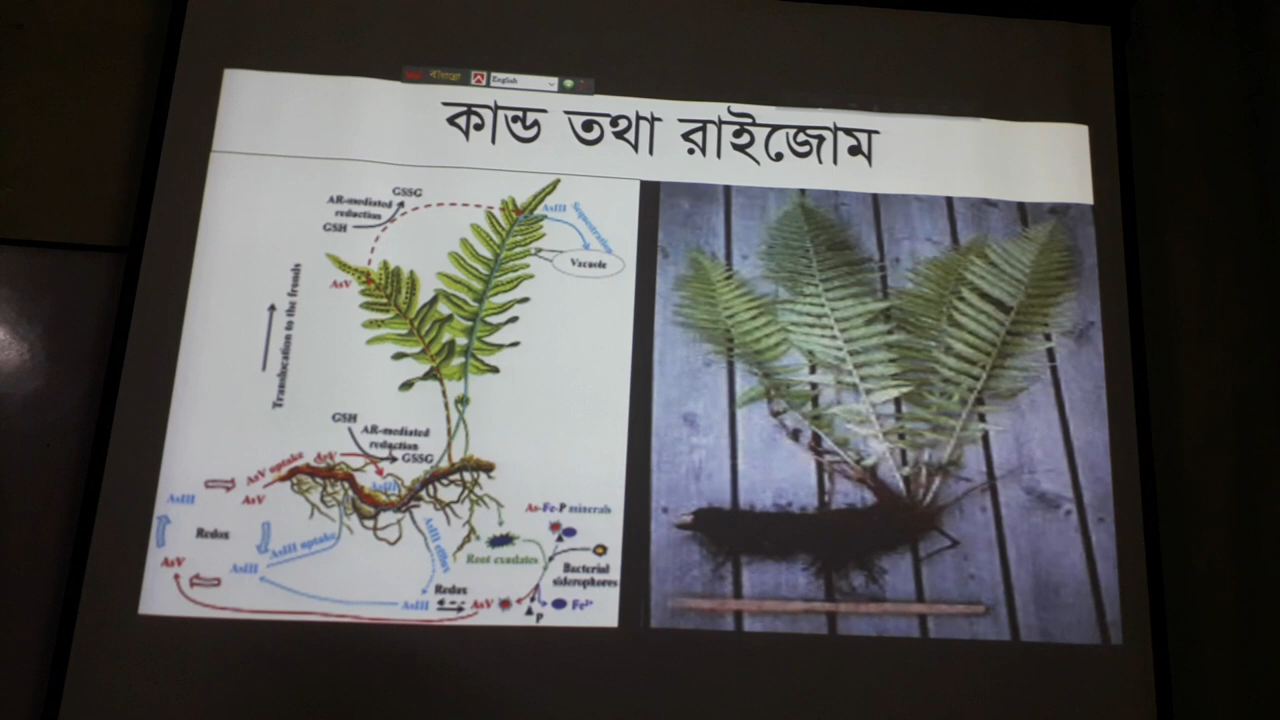 বাংলা English
কান্ড তথা রাইজোম
GSSG
AR-mediated
reduction
GSH
AsIII
Sequestration
Vacuole
AsV
Translocation to the fronds
GSH
AR-mediated
reduction
GSSG
AsV uptake
AsV
AsIII
AsIII
AsV
Redox
AsIII uptake
AsIII efflux
AsV
AsIII
Root exudates
As-Fe-P minerals
Bacterial
siderophores
Redox
AsIII
AsV
P
Fe²⁺